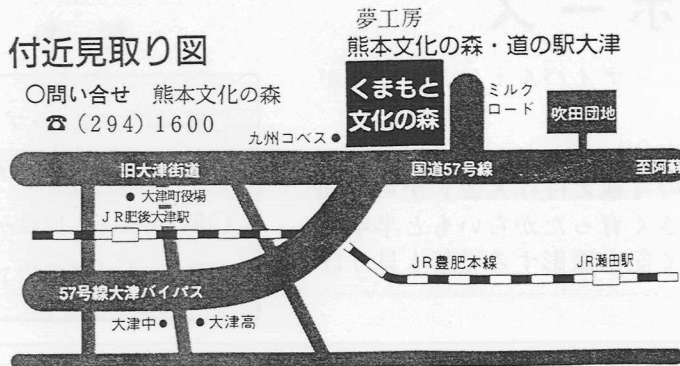 付近見取り図
○問い合せ 熊本文化の森
☎(294)1600
夢工房
熊本文化の森・道の駅大津
くまもと
文化の森
ミルク
ロード
吹田団地
九州コベス
旧大津街道
国道57号線
至阿蘇
大津町役場
JR肥後大津駅
JR豊肥本線
JR瀬田駅
57号線大津バイパス
大津中
大津高